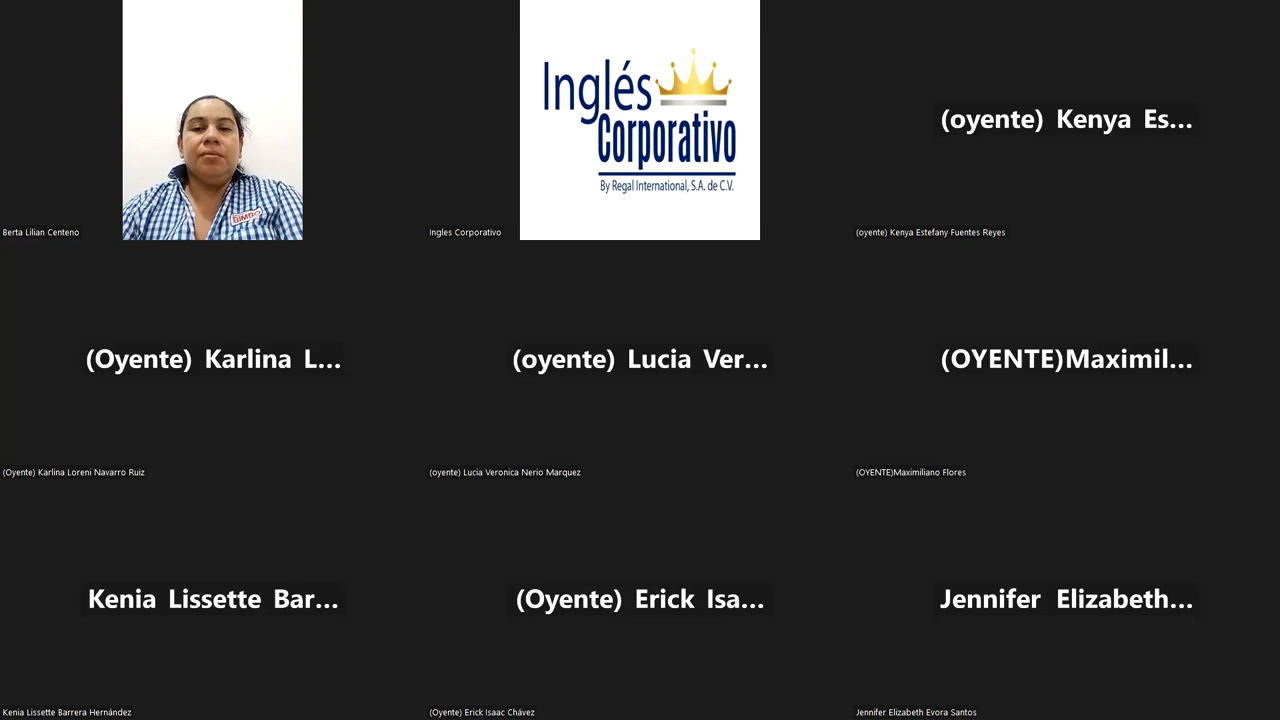 BIMBO
Berta Lilian Centeno
Inglés
Corporativo
By Regal International, S.A. de C.V.
Ingles Corporativo
(oyente) Kenya Es...
(oyente) Kenya Estefany Fuentes Reyes
(Oyente) Karlina L...
(Oyente) Karlina Loreni Navarro Ruiz
(oyente) Lucia Ver...
(oyente) Lucia Veronica Nerio Marquez
(OYENTE)Maximil...
(OYENTE)Maximiliano Flores
Kenia Lissette Bar...
Kenia Lissette Barrera Hernández
(Oyente) Erick Isa...
(Oyente) Erick Isaac Chávez
Jennifer Elizabeth...
Jennifer Elizabeth Evora Santos